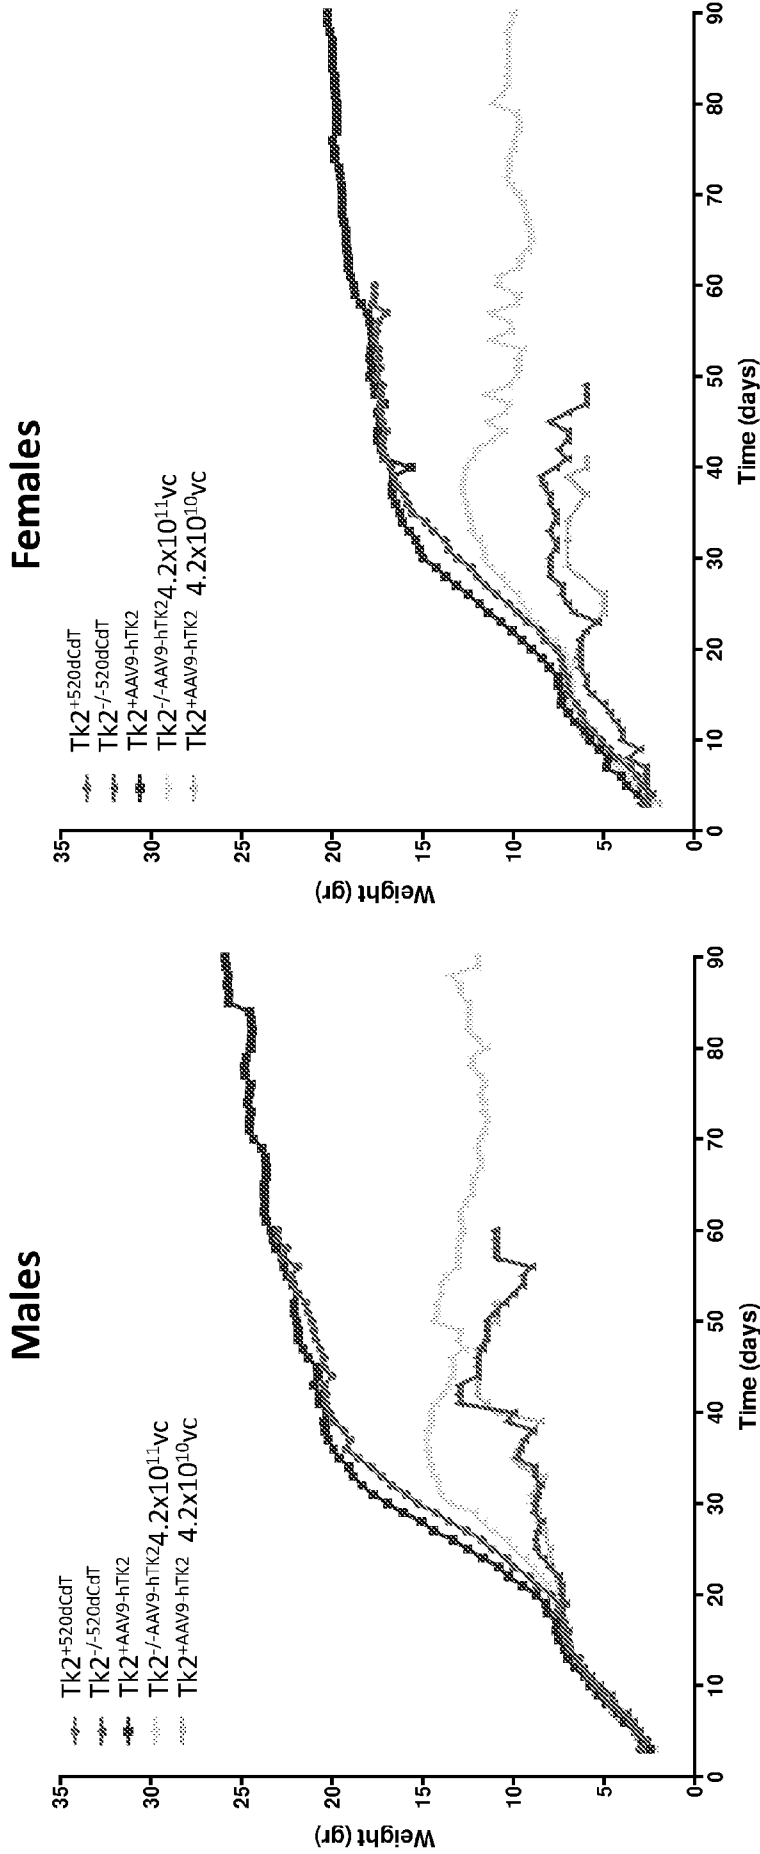 Males
Tk2+520dCdT
Tk2-/-520dCdT
Tk2+AAV9-hTK2
Tk2-/-AAV9-hTK2 4.2x10^11vc
Tk2+AAV9-hTK2 4.2x10^10vc
Weight (gr)
35
30
25
20
15
10
5
0
0 10 20 30 40 50 60 70 80 90
Time (days)
Females
Tk2+520dCdT
Tk2-/-520dCdT
Tk2+AAV9-hTK2
Tk2-/-AAV9-hTK2 4.2x10^11vc
Tk2+AAV9-hTK2 4.2x10^10vc
Weight (gr)
35
30
25
20
15
10
5
0
0 10 20 30 40 50 60 70 80 90
Time (days)